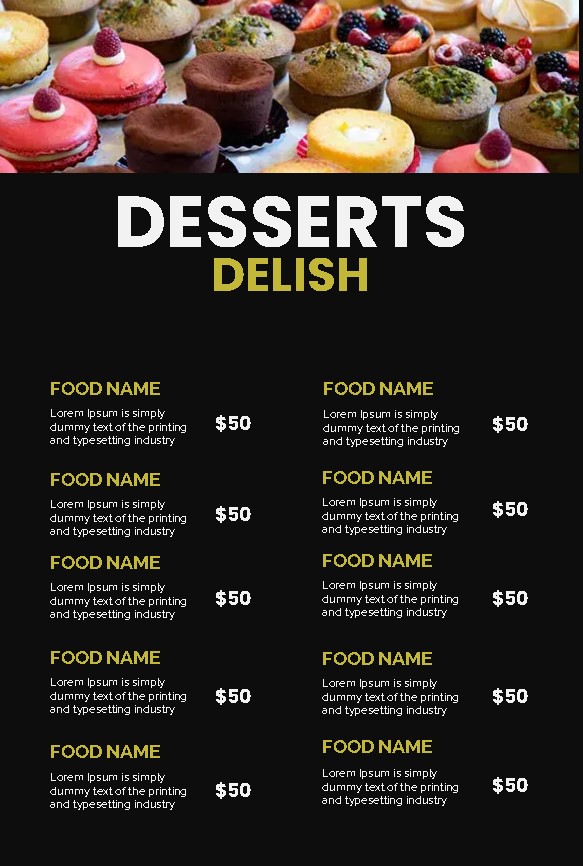 DESSERTS
DELISH
FOOD NAME
Lorem Ipsum is simply
dummy text of the printing
and typesetting industry
$50
FOOD NAME
Lorem Ipsum is simply
dummy text of the printing
and typesetting industry
$50
FOOD NAME
Lorem Ipsum is simply
dummy text of the printing
and typesetting industry
$50
FOOD NAME
Lorem Ipsum is simply
dummy text of the printing
and typesetting industry
$50
FOOD NAME
Lorem Ipsum is simply
dummy text of the printing
and typesetting industry
$50
FOOD NAME
Lorem Ipsum is simply
dummy text of the printing
and typesetting industry
$50
FOOD NAME
Lorem Ipsum is simply
dummy text of the printing
and typesetting industry
$50
FOOD NAME
Lorem Ipsum is simply
dummy text of the printing
and typesetting industry
$50
FOOD NAME
Lorem Ipsum is simply
dummy text of the printing
and typesetting industry
$50
FOOD NAME
Lorem Ipsum is simply
dummy text of the printing
and typesetting industry
$50